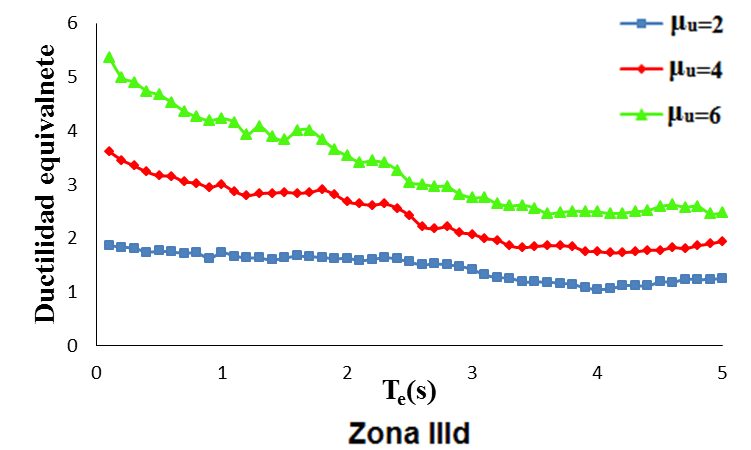 6
5
4
3
2
1
0
Ductilidad equivalnete
μu=2
μu=4
μu=6
0 1 2 3 4 5
Te(s)
Zona IIId